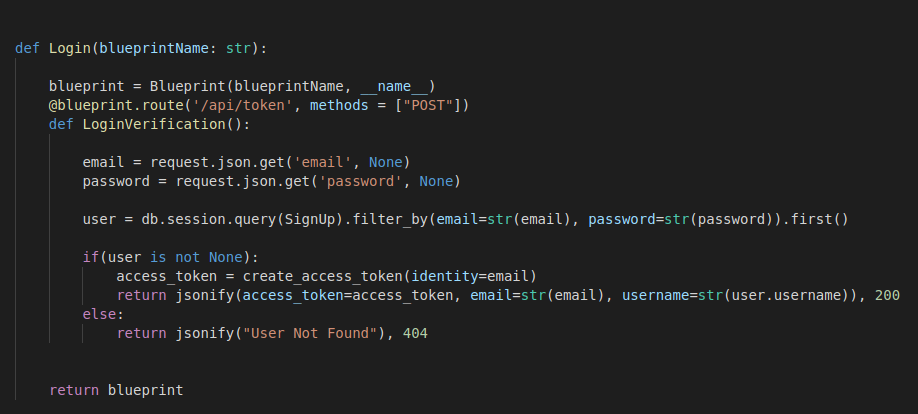 def Login(blueprintName: str):
blueprint = Blueprint(blueprintName, __name__)
@blueprint.route('/api/token', methods = ["POST"])
def LoginVerification():
email = request.json.get('email', None)
password = request.json.get('password', None)
user = db.session.query(SignUp).filter_by(email=str(email), password=str(password)).first()
if(user is not None):
access_token = create_access_token(identity=email)
return jsonify(access_token=access_token, email=str(email), username=str(user.username)), 200
else:
return jsonify("User Not Found"), 404
return blueprint